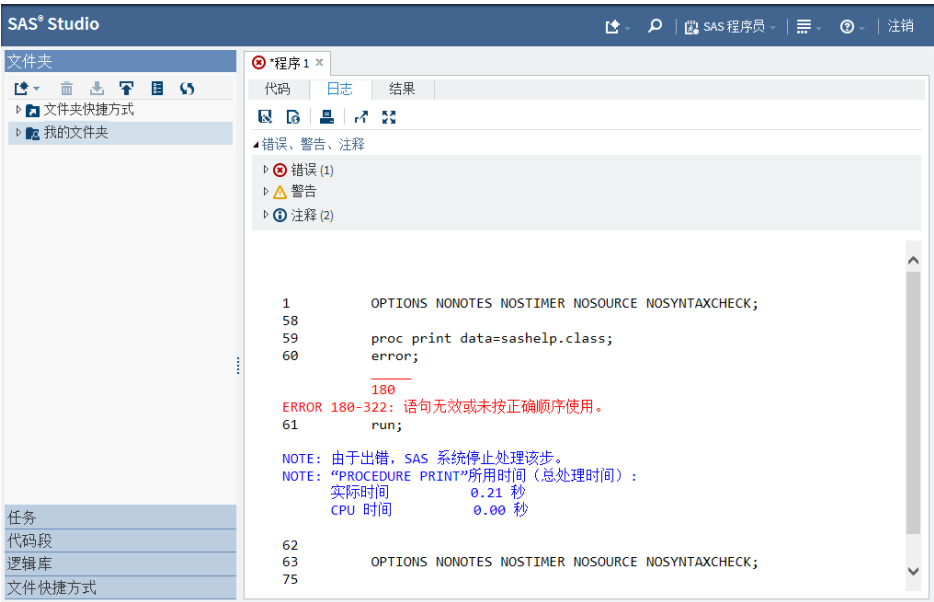 SAS® Studio
SAS 程序员
注销
文件夹
文件夹快捷方式
我的文件夹
任务
代码段
逻辑库
文件快捷方式
*程序 1 ×
代码 日志 结果
错误、警告、注释
错误 (1)
警告
注释 (2)
1 OPTIONS NONOTES NOSTIMER NOSOURCE NOSYNTAXCHECK;
58
59 proc print data=sashelp.class;
60 error;
_____
180
ERROR 180-322: 语句无效或未按正确顺序使用。
61 run;
NOTE: 由于出错，SAS 系统停止处理该步。
NOTE: “PROCEDURE PRINT”所用时间（总处理时间）:
实际时间 0.21 秒
CPU 时间 0.00 秒
62
63 OPTIONS NONOTES NOSTIMER NOSOURCE NOSYNTAXCHECK;
75